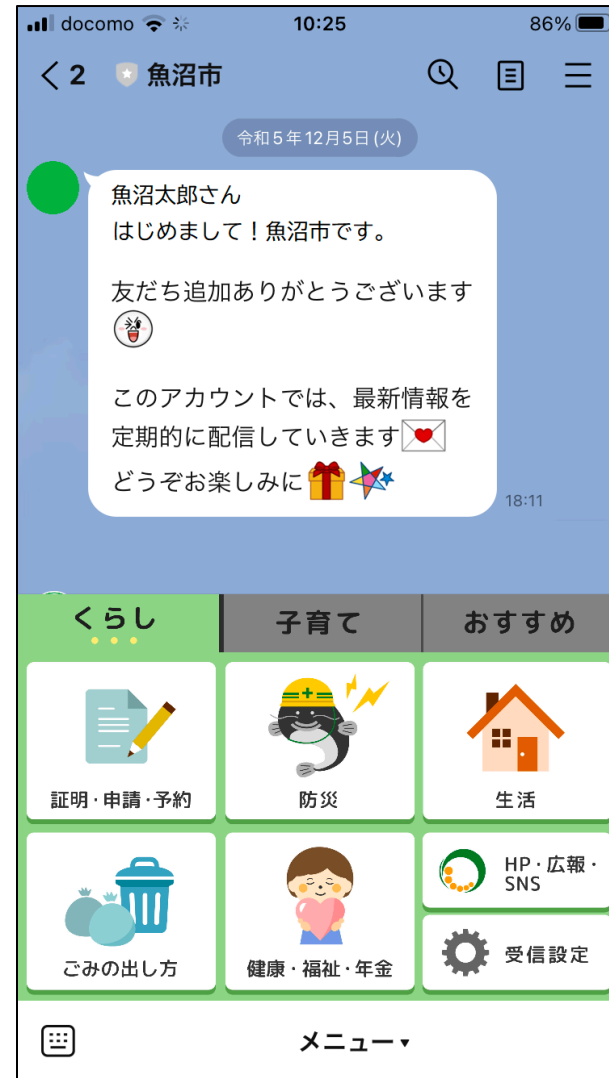 docomo 10:25 86%
2 魚沼市
令和5年12月5日(火)
魚沼太郎さん
はじめまして！魚沼市です。
友だち追加ありがとうございます
このアカウントでは、最新情報を
定期的に配信していきます
どうぞお楽しみに
18:11
くらし 子育て おすすめ
証明・申請・予約 防災 生活
HP・広報・
SNS
ごみの出し方 健康・福祉・年金 受信設定
メニュー▼